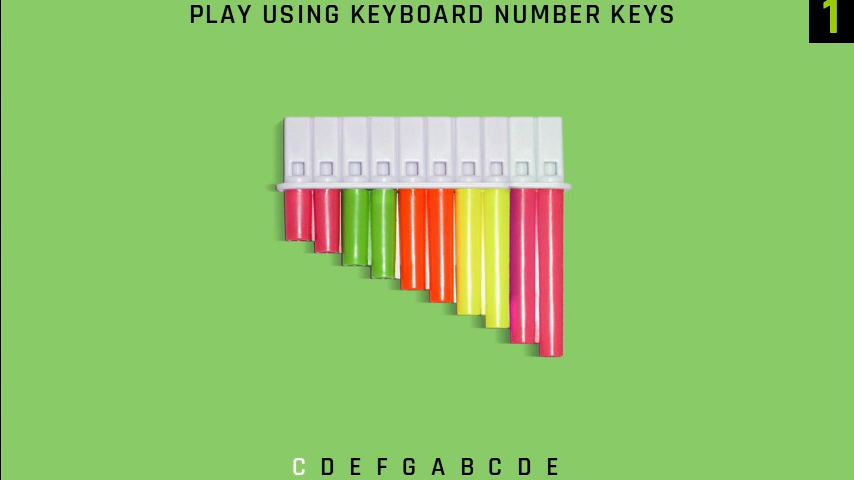 PLAY USING KEYBOARD NUMBER KEYS
1
C D E F G A B C D E